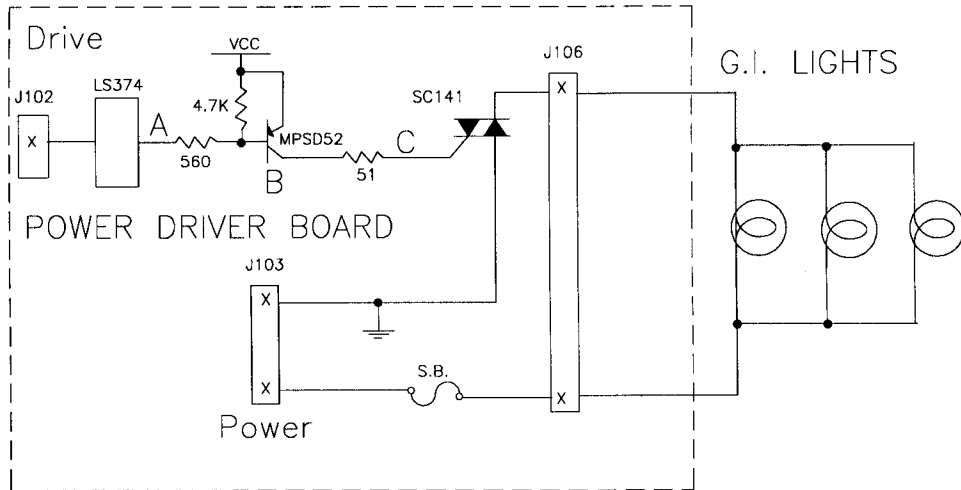 Drive
VCC
J106
G.I. LIGHTS
J102
LS374
4.7K
SC141
X
X
A
MPSD52
C
560
51
B
POWER DRIVER BOARD
J103
X
X
S.B.
X
Power